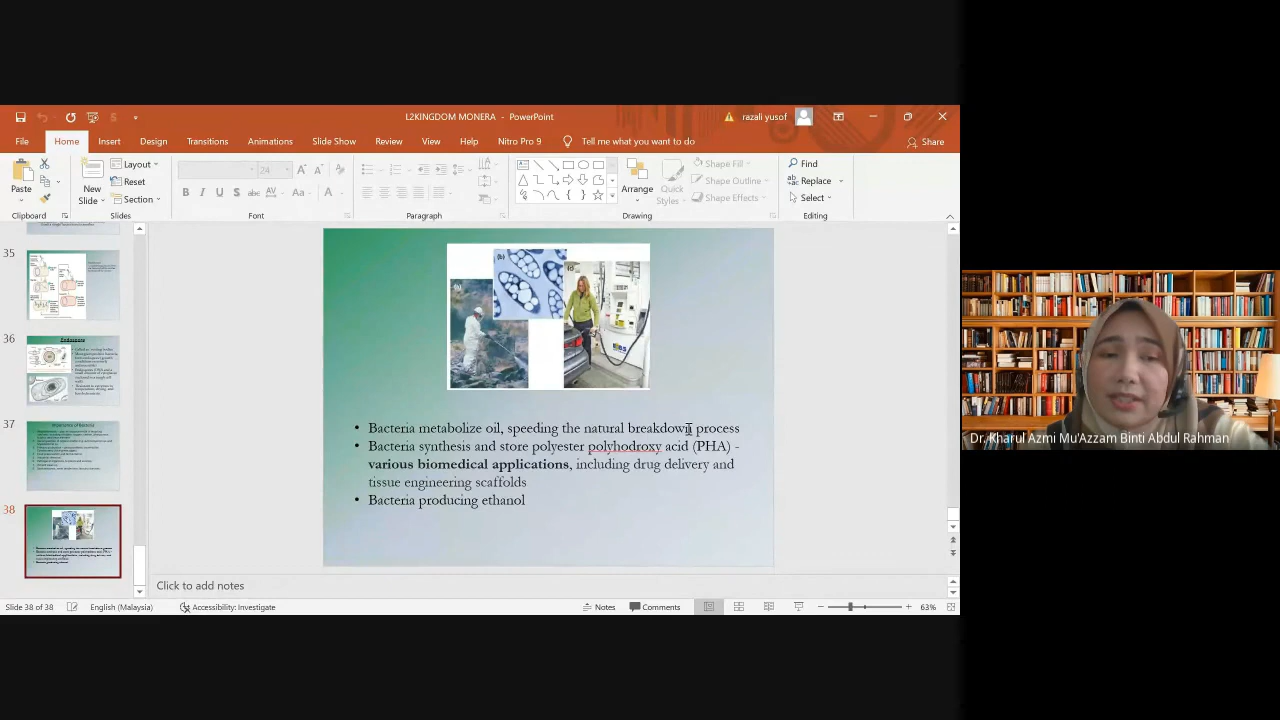 L2KINGDOM MONERA - PowerPoint
razali yusof
File Home Insert Design Transitions Animations Slide Show Review View Help Nitro Pro 9 Tell me what you want to do Share
Paste
New Slide
Layout
Reset
Section
24
Arrange
Quick Styles
Shape Fill
Shape Outline
Shape Effects
Find
Replace
Select
Clipboard Slides Font Paragraph Drawing Editing
35
36
Endospore
37
38
(b)
(c)
• Bacteria metabolize oil, speeding the natural breakdown process
• Bacteria synthesis and store polyester polyhodroxy acid (PHA) -
various biomedical applications, including drug delivery and
tissue engineering scaffolds
• Bacteria producing ethanol
Dr. Kharul Azmi Mu'Azzam Binti Abdul Rahman
Click to add notes
Slide 38 of 38 English (Malaysia) Accessibility: Investigate Notes Comments 63%